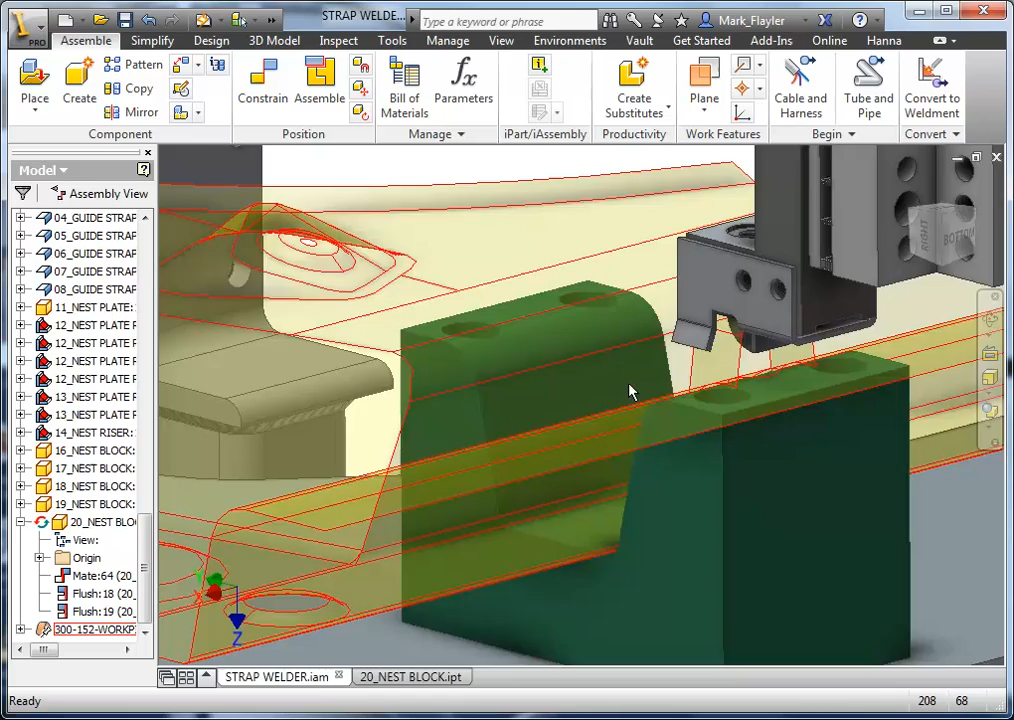 PRO
STRAP WELDE...
Type a keyword or phrase
Mark_Flayler
Assemble Simplify Design 3D Model Inspect Tools Manage View Environments Vault Get Started Add-Ins Online Hanna
Place
Create
Pattern
Copy
Mirror
Component
Constrain
Assemble
Position
Bill of
Materials
Parameters
Manage
iPart/iAssembly
Create
Substitutes
Productivity
Plane
Work Features
Cable and
Harness
Tube and
Pipe
Begin
Convert to
Weldment
Convert
Model
Assembly View
04_GUIDE STRAP
05_GUIDE STRAP
06_GUIDE STRAP
07_GUIDE STRAP
08_GUIDE STRAP
11_NEST PLATE:
12_NEST PLATE R
12_NEST PLATE R
12_NEST PLATE R
12_NEST PLATE R
13_NEST PLATE R
13_NEST PLATE R
14_NEST RISER:
16_NEST BLOCK:
17_NEST BLOCK:
18_NEST BLOCK:
19_NEST BLOCK:
20_NEST BLO
View:
Origin
Mate:64 (20_
Flush:18 (20_
Flush:19 (20_
300-152-WORKP
RIGHT
BOTTOM
X
Z
STRAP WELDER.iam
20_NEST BLOCK.ipt
Ready
208 68